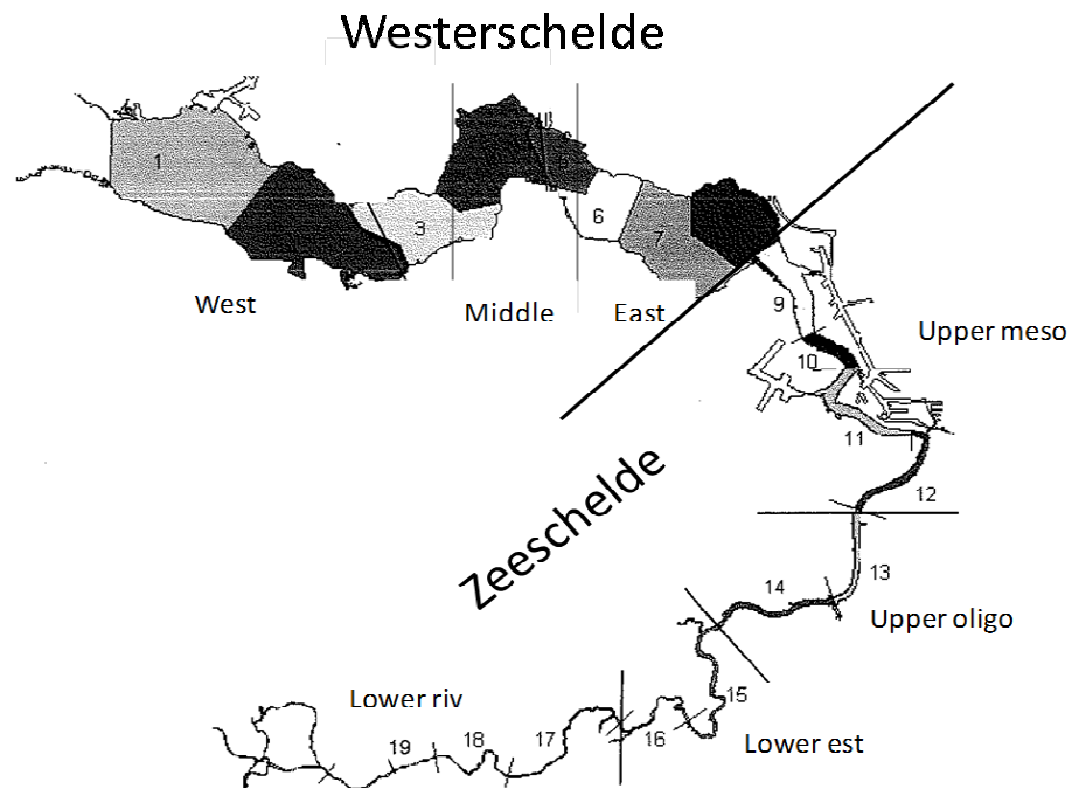 Westerschelde
1
3
6
7
West
Middle
East
9
Upper meso
10
11
12
Zeeschelde
13
14
Upper oligo
15
Lower riv
16
17
18
19
Lower est